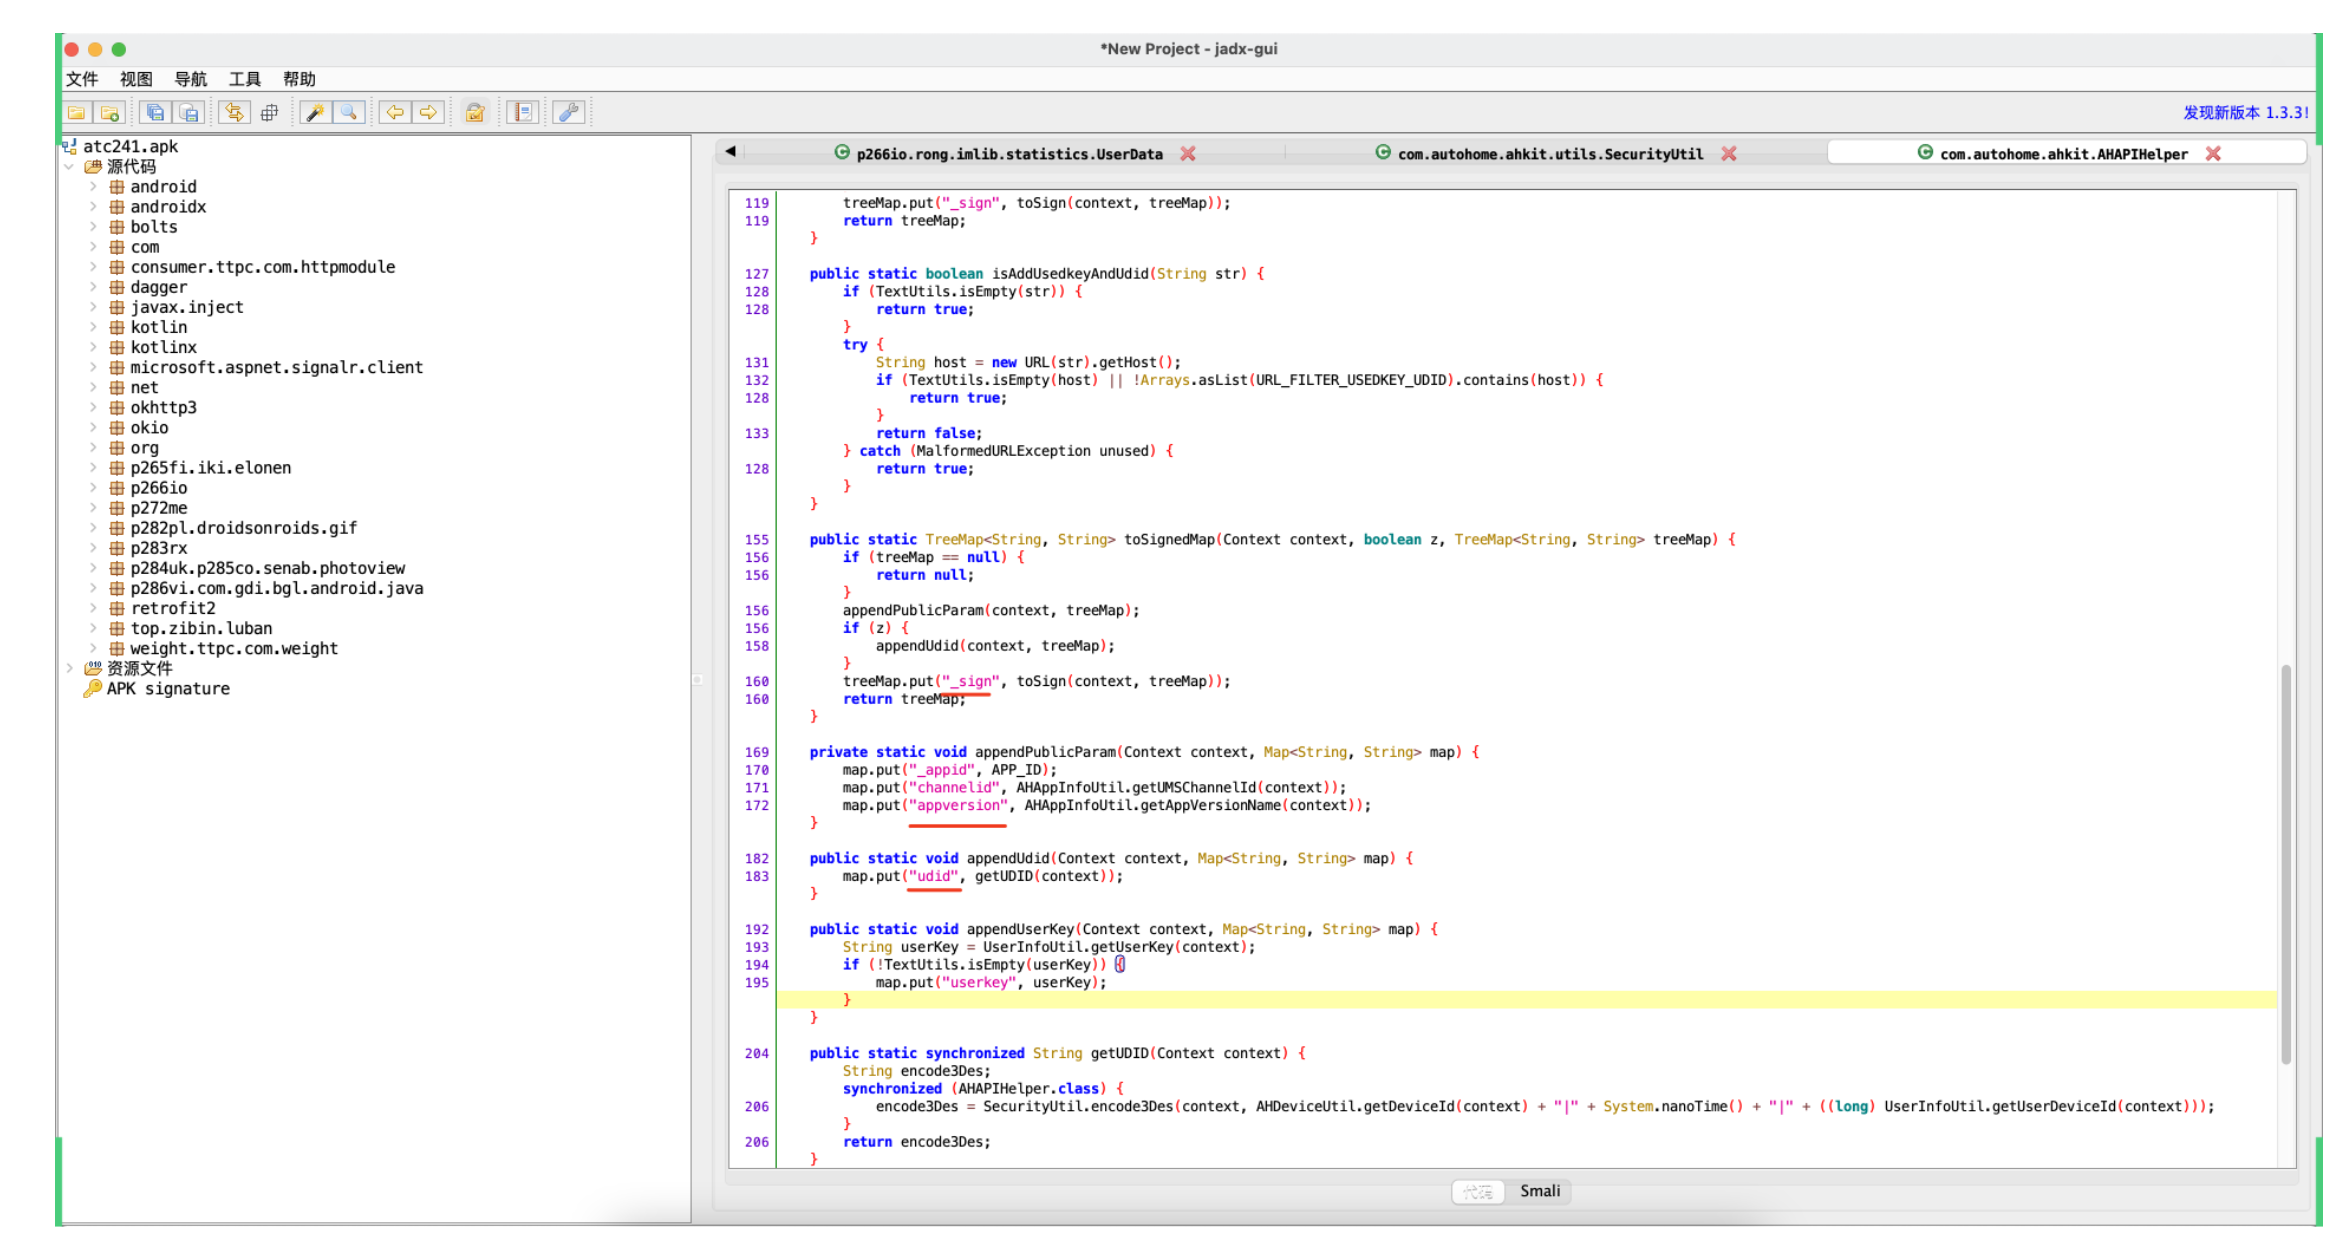 *New Project - jadx-gui
文件 视图 导航 工具 帮助
发现新版本 1.3.3!
atc241.apk
源代码
android
androidx
bolts
com
consumer.ttpc.com.httpmodule
dagger
javax.inject
kotlin
kotlinx
microsoft.aspnet.signalr.client
net
okhttp3
okio
org
p265fi.iki.elonen
p266io
p272me
p282pl.droidsonroids.gif
p283rx
p284uk.p285co.senab.photoview
p286vi.com.gdi.bgl.android.java
retrofit2
top.zibin.luban
weight.ttpc.com.weight
资源文件
APK signature
p266io.rong.imlib.statistics.UserData com.autohome.ahkit.utils.SecurityUtil com.autohome.ahkit.AHAPIHelper
119 treeMap.put("_sign", toSign(context, treeMap));
119 return treeMap;
}
127 public static boolean isAddUsedkeyAndUdid(String str) {
128 if (TextUtils.isEmpty(str)) {
128 return true;
}
try {
131 String host = new URL(str).getHost();
132 if (TextUtils.isEmpty(host) || !Arrays.asList(URL_FILTER_USEDKEY_UDID).contains(host)) {
128 return true;
}
133 return false;
} catch (MalformedURLException unused) {
128 return true;
}
}
155 public static TreeMap<String, String> toSignedMap(Context context, boolean z, TreeMap<String, String> treeMap) {
156 if (treeMap == null) {
156 return null;
}
156 appendPublicParam(context, treeMap);
156 if (z) {
158 appendUdid(context, treeMap);
}
160 treeMap.put("_sign", toSign(context, treeMap));
160 return treeMap;
}
169 private static void appendPublicParam(Context context, Map<String, String> map) {
170 map.put("_appid", APP_ID);
171 map.put("channelid", AHAppInfoUtil.getUMSChannelId(context));
172 map.put("appversion", AHAppInfoUtil.getAppVersionName(context));
}
182 public static void appendUdid(Context context, Map<String, String> map) {
183 map.put("udid", getUDID(context));
}
192 public static void appendUserKey(Context context, Map<String, String> map) {
193 String userKey = UserInfoUtil.getUserKey(context);
194 if (!TextUtils.isEmpty(userKey)) {
195 map.put("userkey", userKey);
}
}
204 public static synchronized String getUDID(Context context) {
String encode3Des;
synchronized (AHAPIHelper.class) {
206 encode3Des = SecurityUtil.encode3Des(context, AHDeviceUtil.getDeviceId(context) + "|" + System.nanoTime() + "|" + ((long) UserInfoUtil.getUserDeviceId(context)));
}
206 return encode3Des;
}
代码 Smali